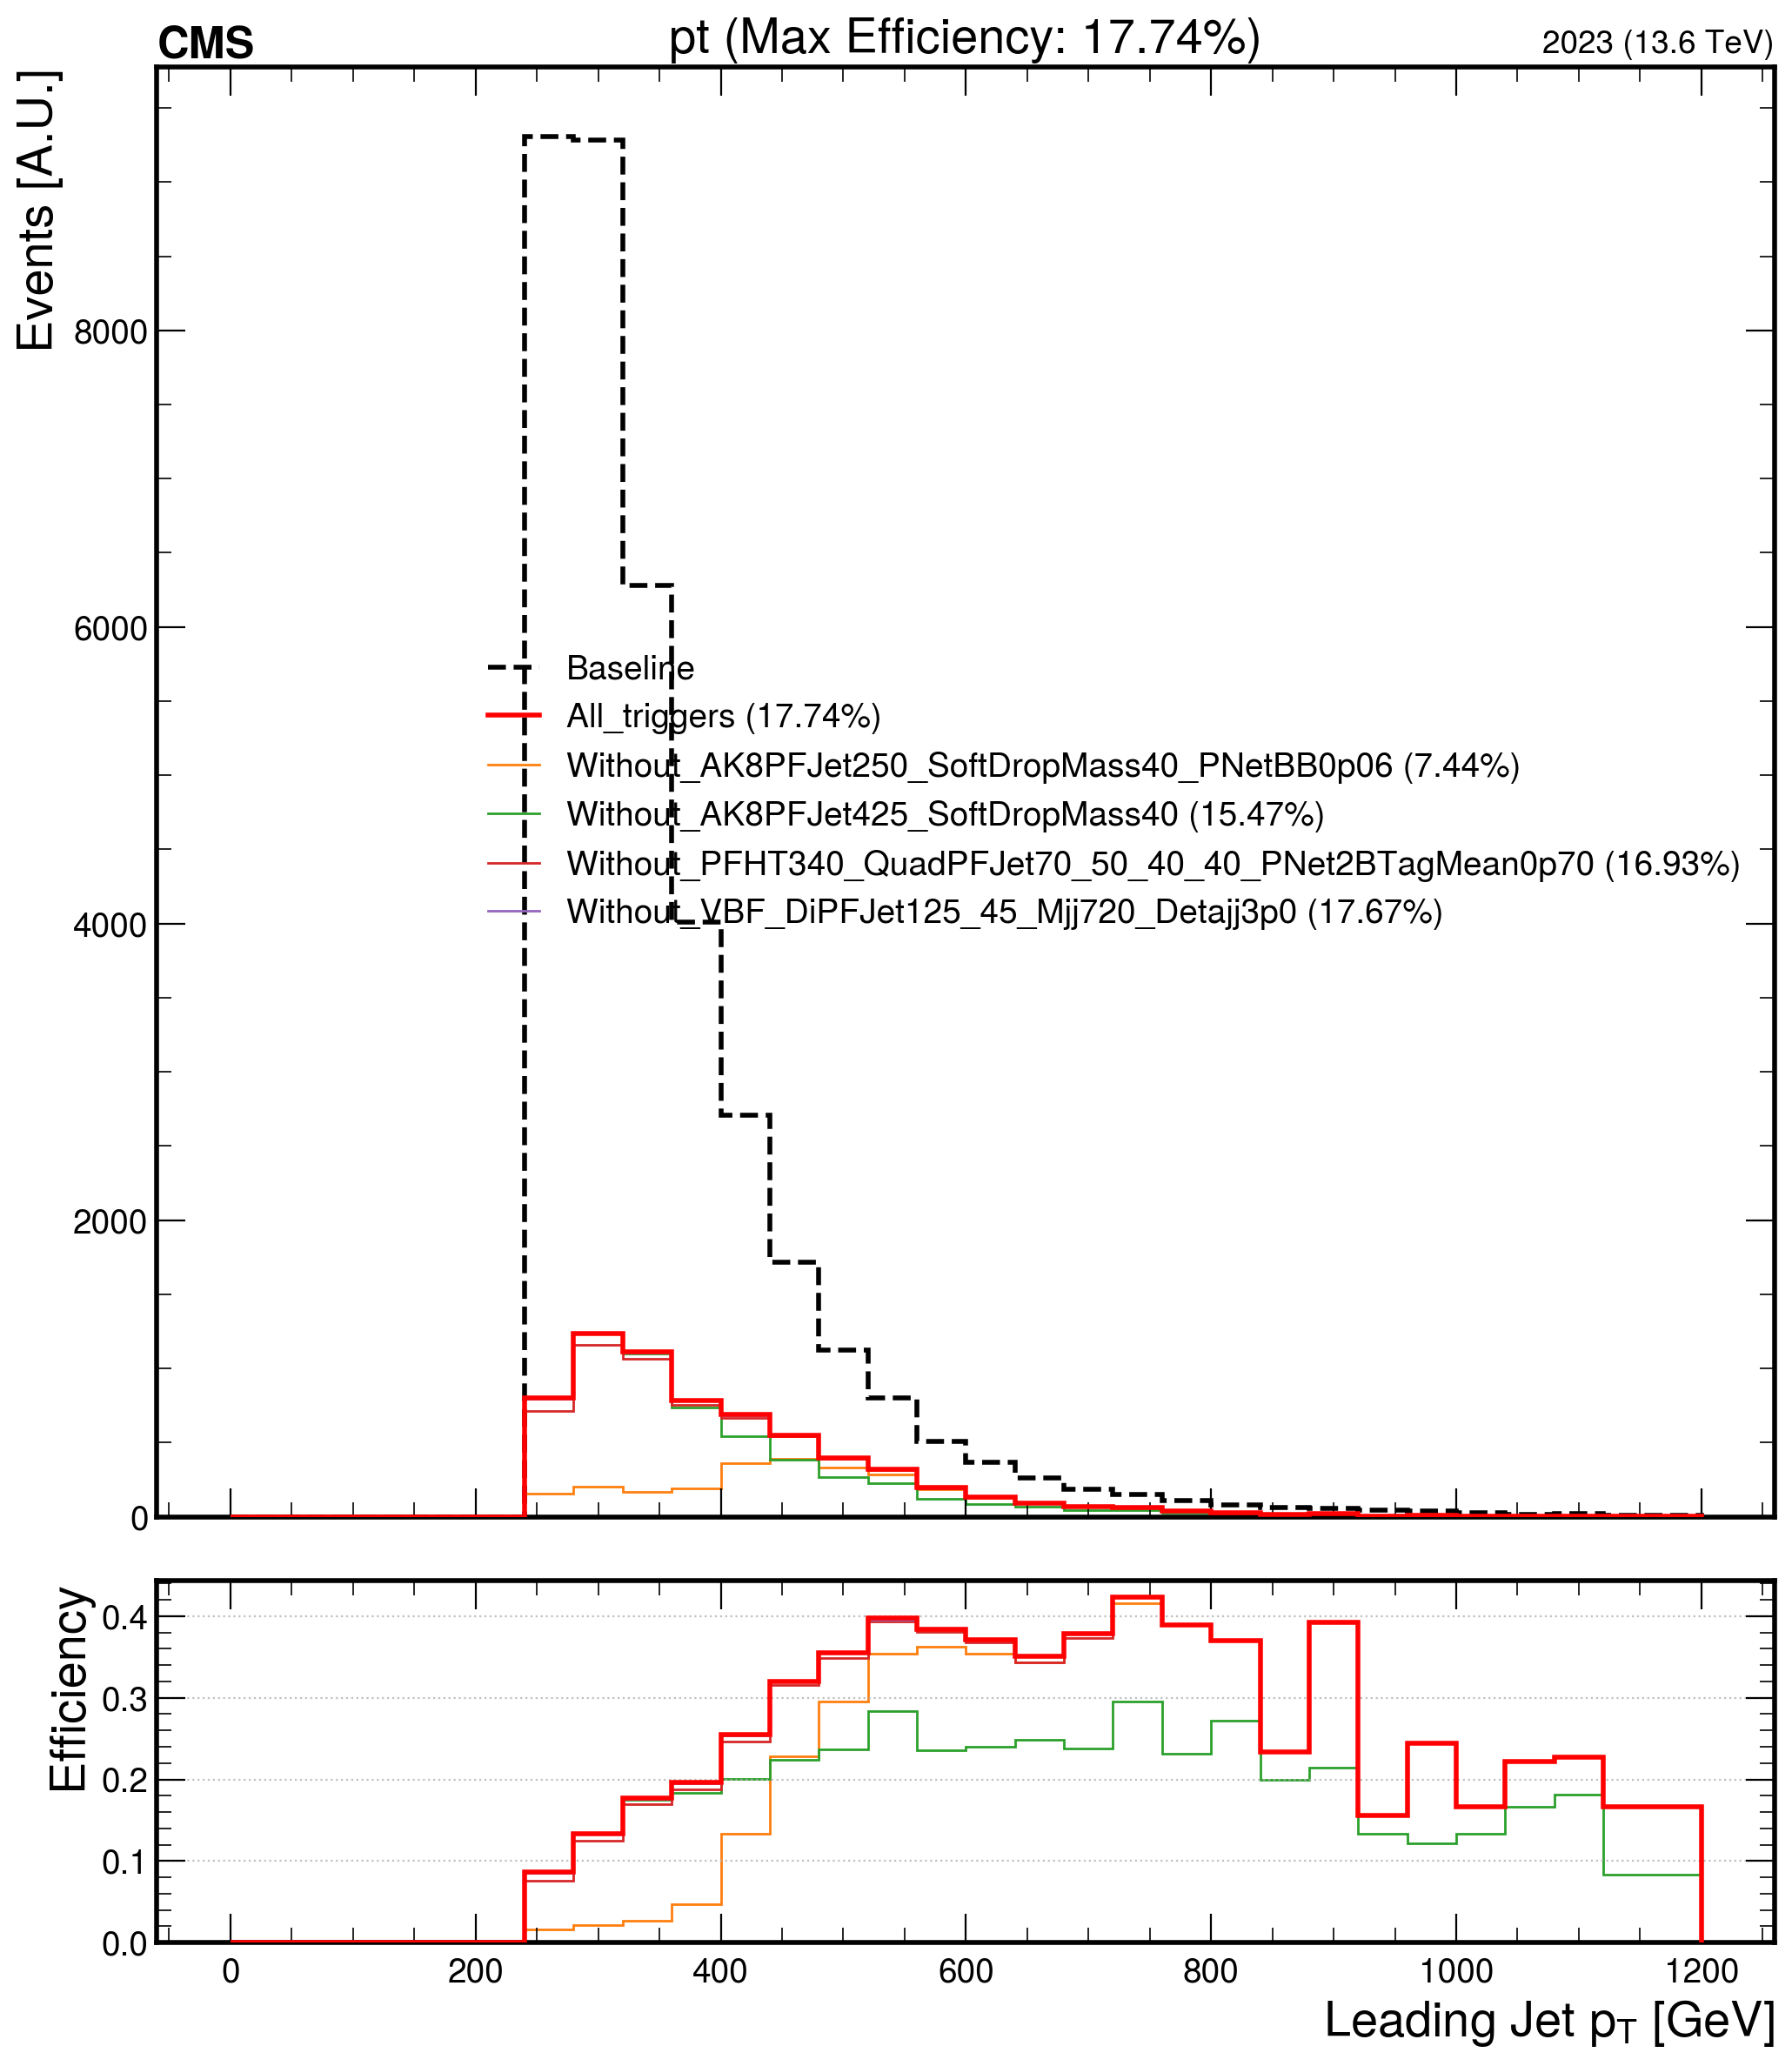 CMS
pt (Max Efficiency: 17.74%)
2023 (13.6 TeV)
Events [A.U.]
8000
6000
4000
2000
0
Baseline
All_triggers (17.74%)
Without_AK8PFJet250_SoftDropMass40_PNetBB0p06 (7.44%)
Without_AK8PFJet425_SoftDropMass40 (15.47%)
Without_PFHT340_QuadPFJet70_50_40_40_PNet2BTagMean0p70 (16.93%)
Without_VBF_DiPFJet125_45_Mjj720_Detajj3p0 (17.67%)
Efficiency
0.4
0.3
0.2
0.1
0.0
0 200 400 600 800 1000 1200
Leading Jet pT [GeV]